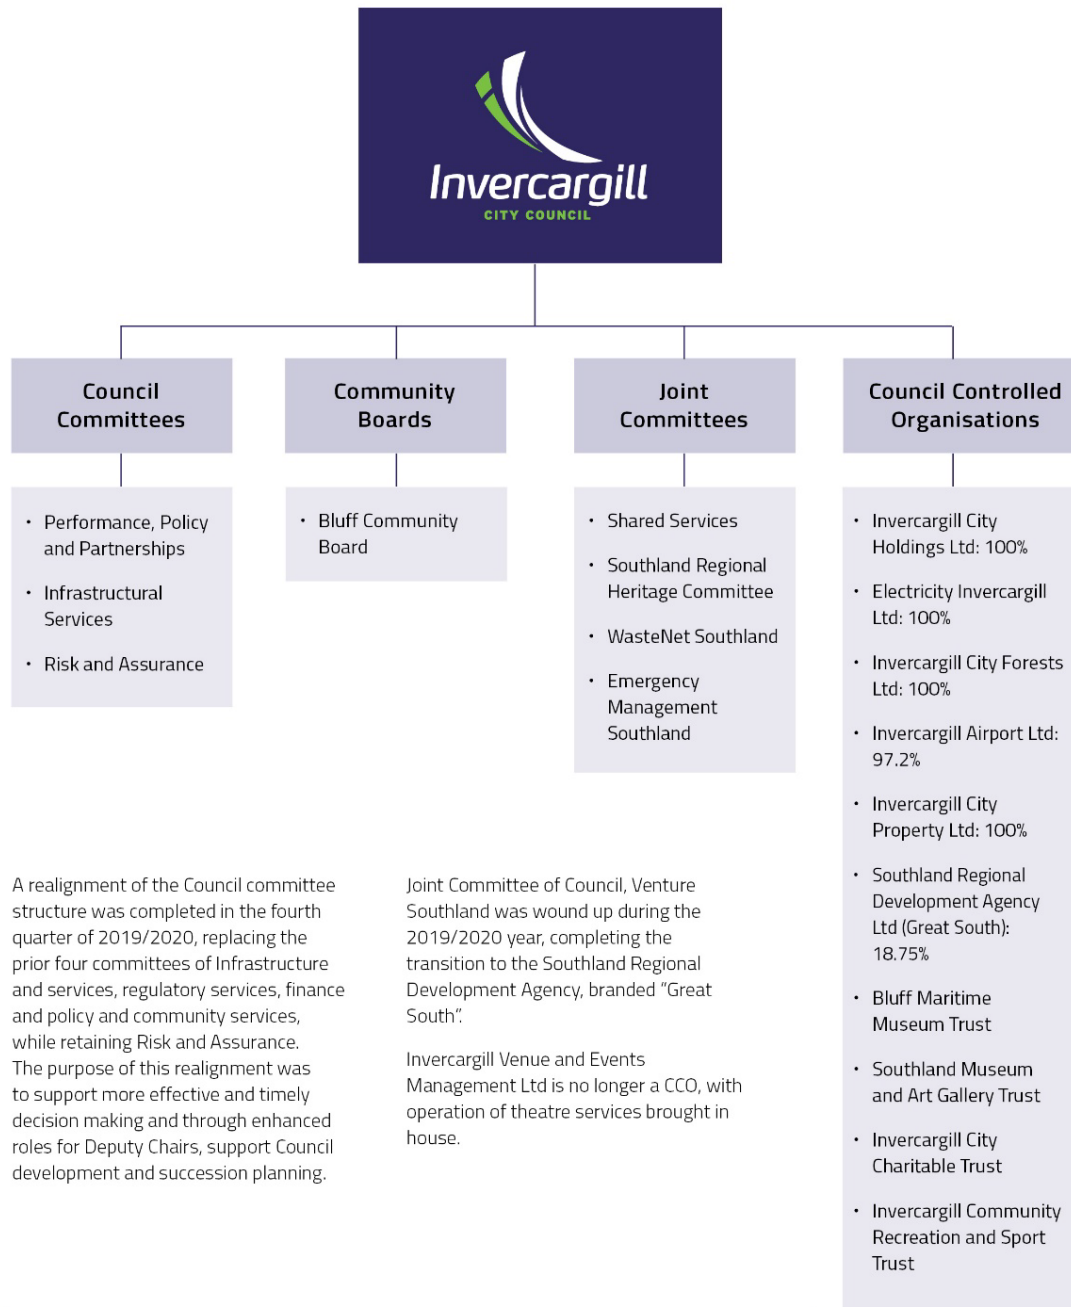 Invercargill
CITY COUNCIL
Council
Committees
• Performance, Policy
and Partnerships
• Infrastructural
Services
• Risk and Assurance
Community
Boards
• Bluff Community
Board
Joint
Committees
• Shared Services
• Southland Regional
Heritage Committee
• WasteNet Southland
• Emergency
Management
Southland
Council Controlled
Organisations
• Invercargill City
Holdings Ltd: 100%
• Electricity Invercargill
Ltd: 100%
• Invercargill City Forests
Ltd: 100%
• Invercargill Airport Ltd:
97.2%
• Invercargill City
Property Ltd: 100%
• Southland Regional
Development Agency
Ltd (Great South):
18.75%
• Bluff Maritime
Museum Trust
• Southland Museum
and Art Gallery Trust
• Invercargill City
Charitable Trust
• Invercargill Community
Recreation and Sport
Trust
A realignment of the Council committee
structure was completed in the fourth
quarter of 2019/2020, replacing the
prior four committees of Infrastructure
and services, regulatory services, finance
and policy and community services,
while retaining Risk and Assurance.
The purpose of this realignment was
to support more effective and timely
decision making and through enhanced
roles for Deputy Chairs, support Council
development and succession planning.
Joint Committee of Council, Venture
Southland was wound up during the
2019/2020 year, completing the
transition to the Southland Regional
Development Agency, branded “Great
South”.
Invercargill Venue and Events
Management Ltd is no longer a CCO, with
operation of theatre services brought in
house.